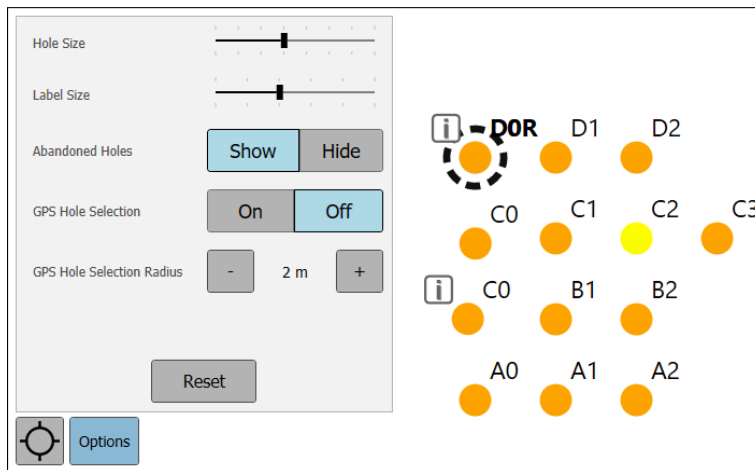 Hole Size
Label Size
Abandoned Holes Show Hide
GPS Hole Selection On Off
GPS Hole Selection Radius - 2 m +
Reset
Options
i D0R D1 D2
C0 C1 C2 C3
i C0 B1 B2
A0 A1 A2